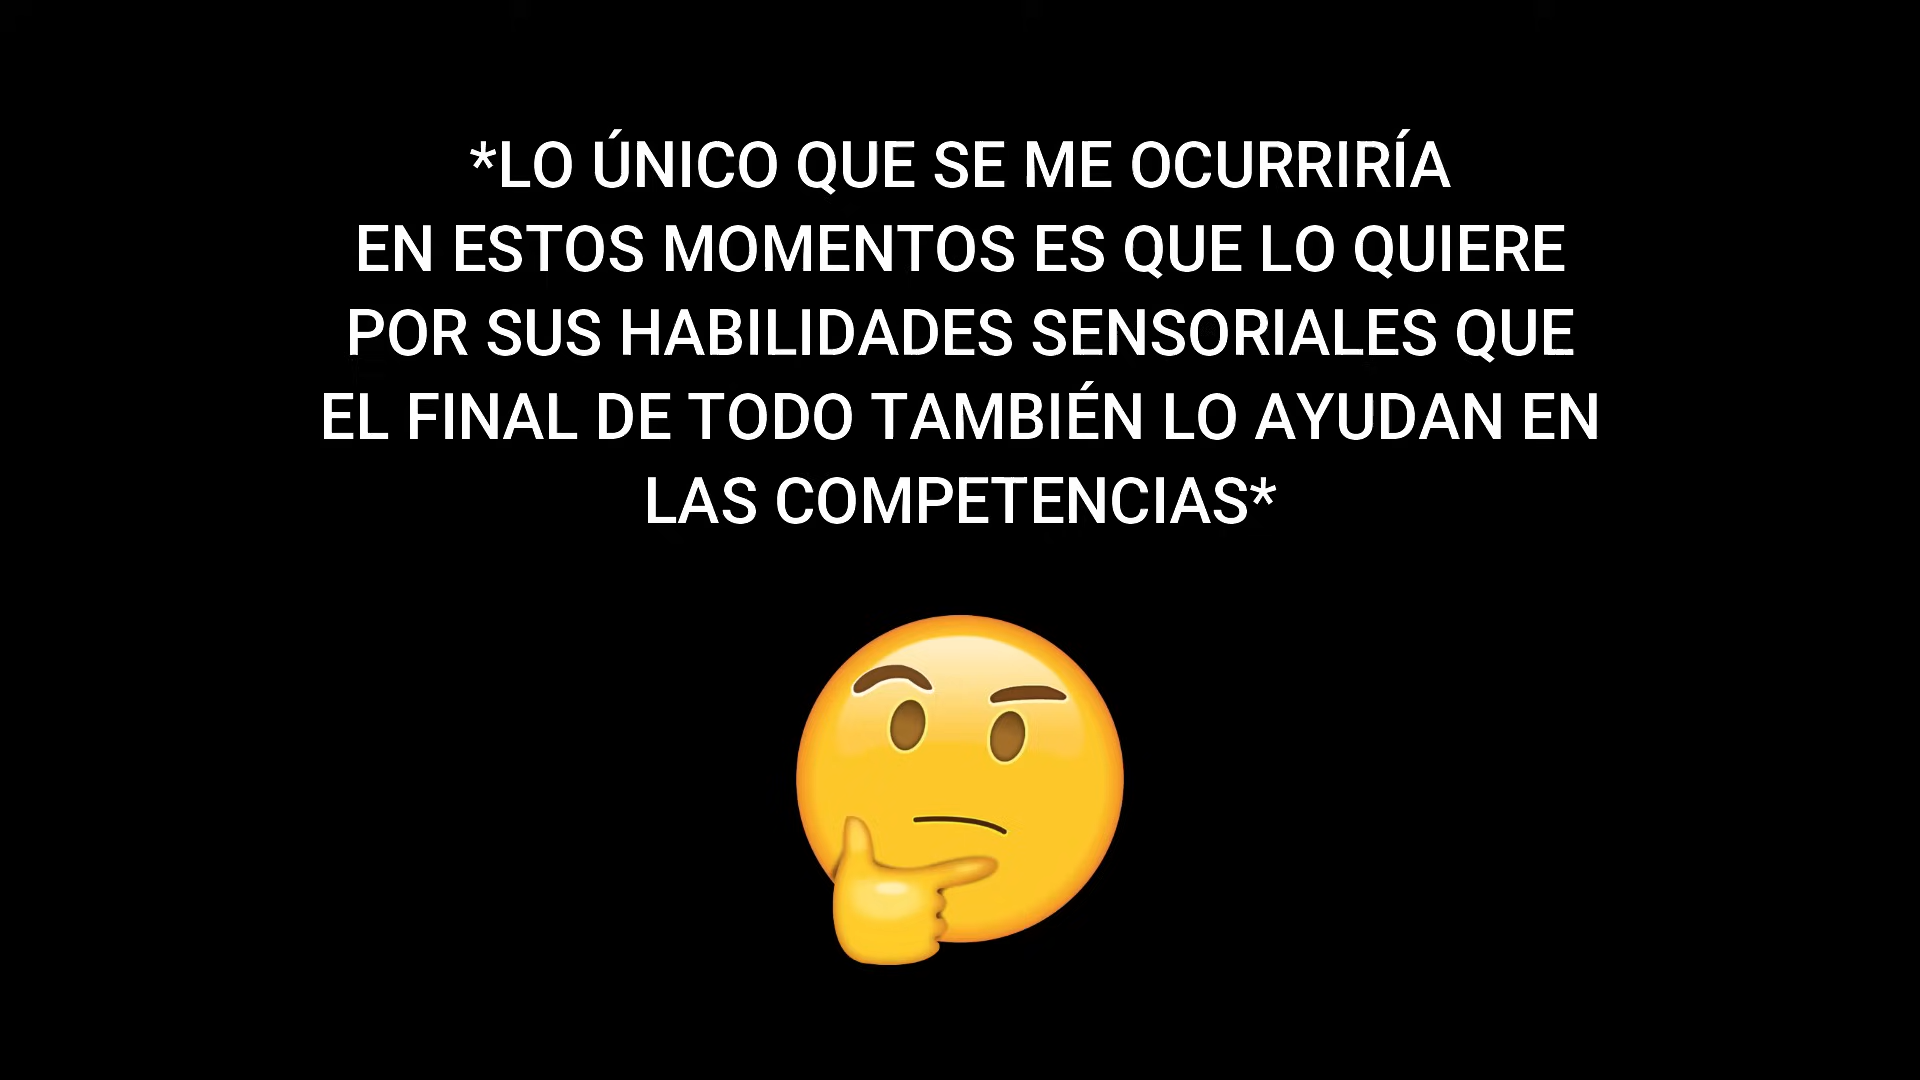 *LO ÚNICO QUE SE ME OCURRIRÍA
EN ESTOS MOMENTOS ES QUE LO QUIERE
POR SUS HABILIDADES SENSORIALES QUE
EL FINAL DE TODO TAMBIÉN LO AYUDAN EN
LAS COMPETENCIAS*